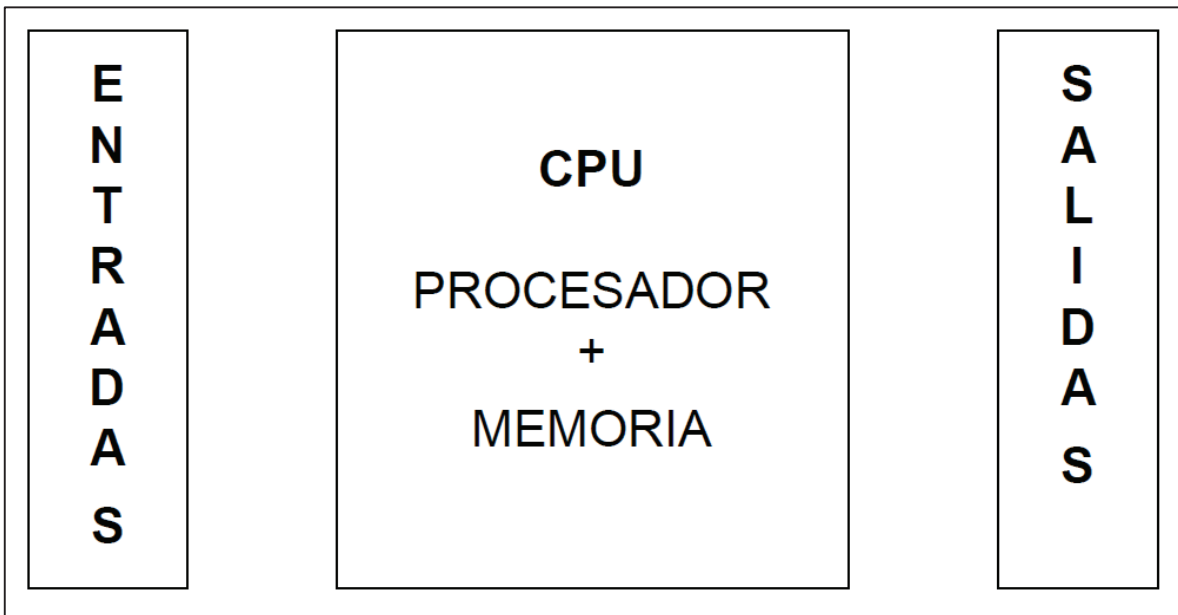 ENTRADAS
CPU
PROCESADOR
+
MEMORIA
SALIDAS